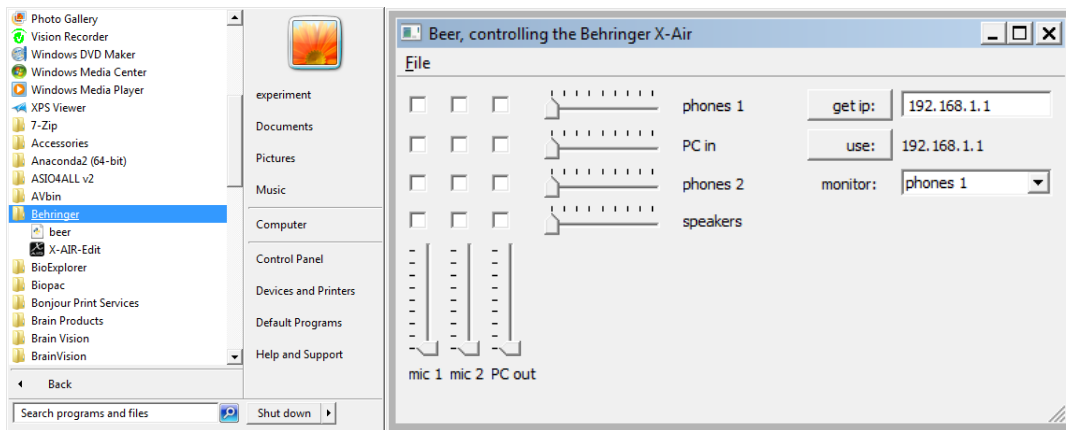 Photo Gallery
Vision Recorder
Windows DVD Maker
Windows Media Center
Windows Media Player
XPS Viewer
7-Zip
Accessories
Anaconda2 (64-bit)
ASIO4ALL v2
AVbin
Behringer
beer
X-AIR-Edit
BioExplorer
Biopac
Bonjour Print Services
Brain Products
Brain Vision
BrainVision
Back
Search programs and files
experiment
Documents
Pictures
Music
Computer
Control Panel
Devices and Printers
Default Programs
Help and Support
Shut down
Beer, controlling the Behringer X-Air
File
phones 1 get ip: 192.168.1.1
PC in use: 192.168.1.1
phones 2 monitor: phones 1
speakers
mic 1 mic 2 PC out